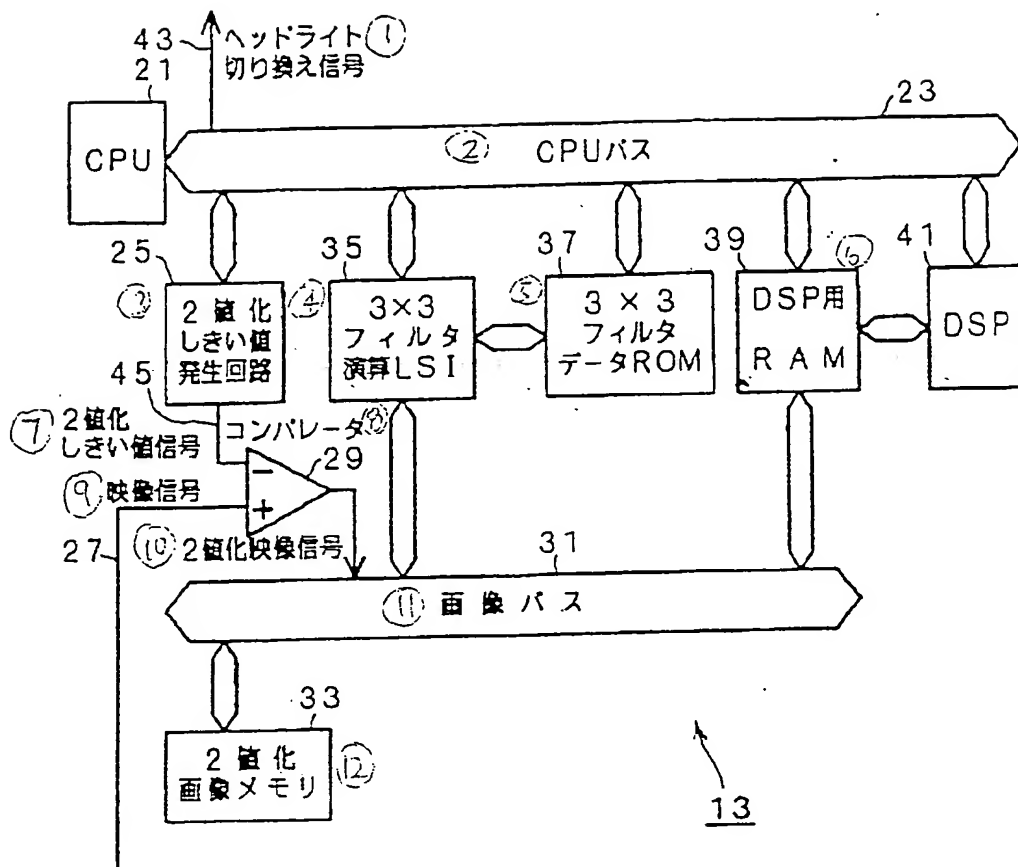 43
ヘッドライト ①
切り換え信号
21
CPU
23
② CPUバス
25
③
2値化
しきい値
発生回路
35
④
3×3
フィルタ
演算LSI
37
⑤
3×3
フィルタ
データROM
39
⑥
DSP用
RAM
41
DSP
45
⑦ 2値化
しきい値信号
コンパレータ ⑧
29
−
+
⑨ 映像信号
27
⑩ 2値化映像信号
31
⑪ 画像バス
33
2値化
画像メモリ
⑫
13